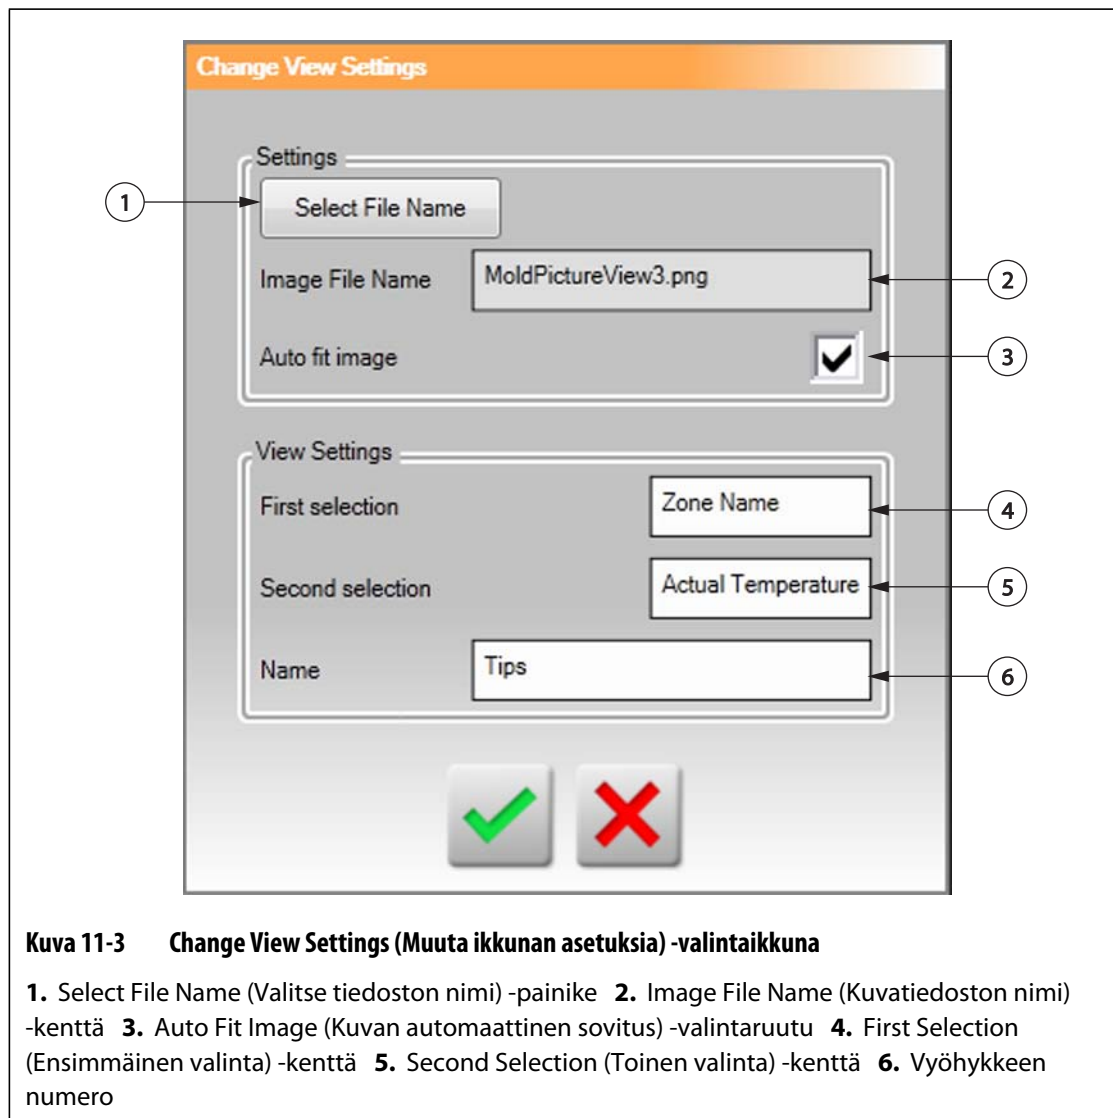 Change View Settings
Settings
1
Select File Name
Image File Name MoldPictureView3.png
2
Auto fit image
3
View Settings
First selection Zone Name
4
Second selection Actual Temperature
5
Name Tips
6
Kuva 11-3 Change View Settings (Muuta ikkunan asetuksia) -valintaikkuna
1. Select File Name (Valitse tiedoston nimi) -painike 2. Image File Name (Kuvatiedoston nimi)
-kenttä 3. Auto Fit Image (Kuvan automaattinen sovitus) -valintaruutu 4. First Selection
(Ensimmäinen valinta) -kenttä 5. Second Selection (Toinen valinta) -kenttä 6. Vyöhykkeen
numero